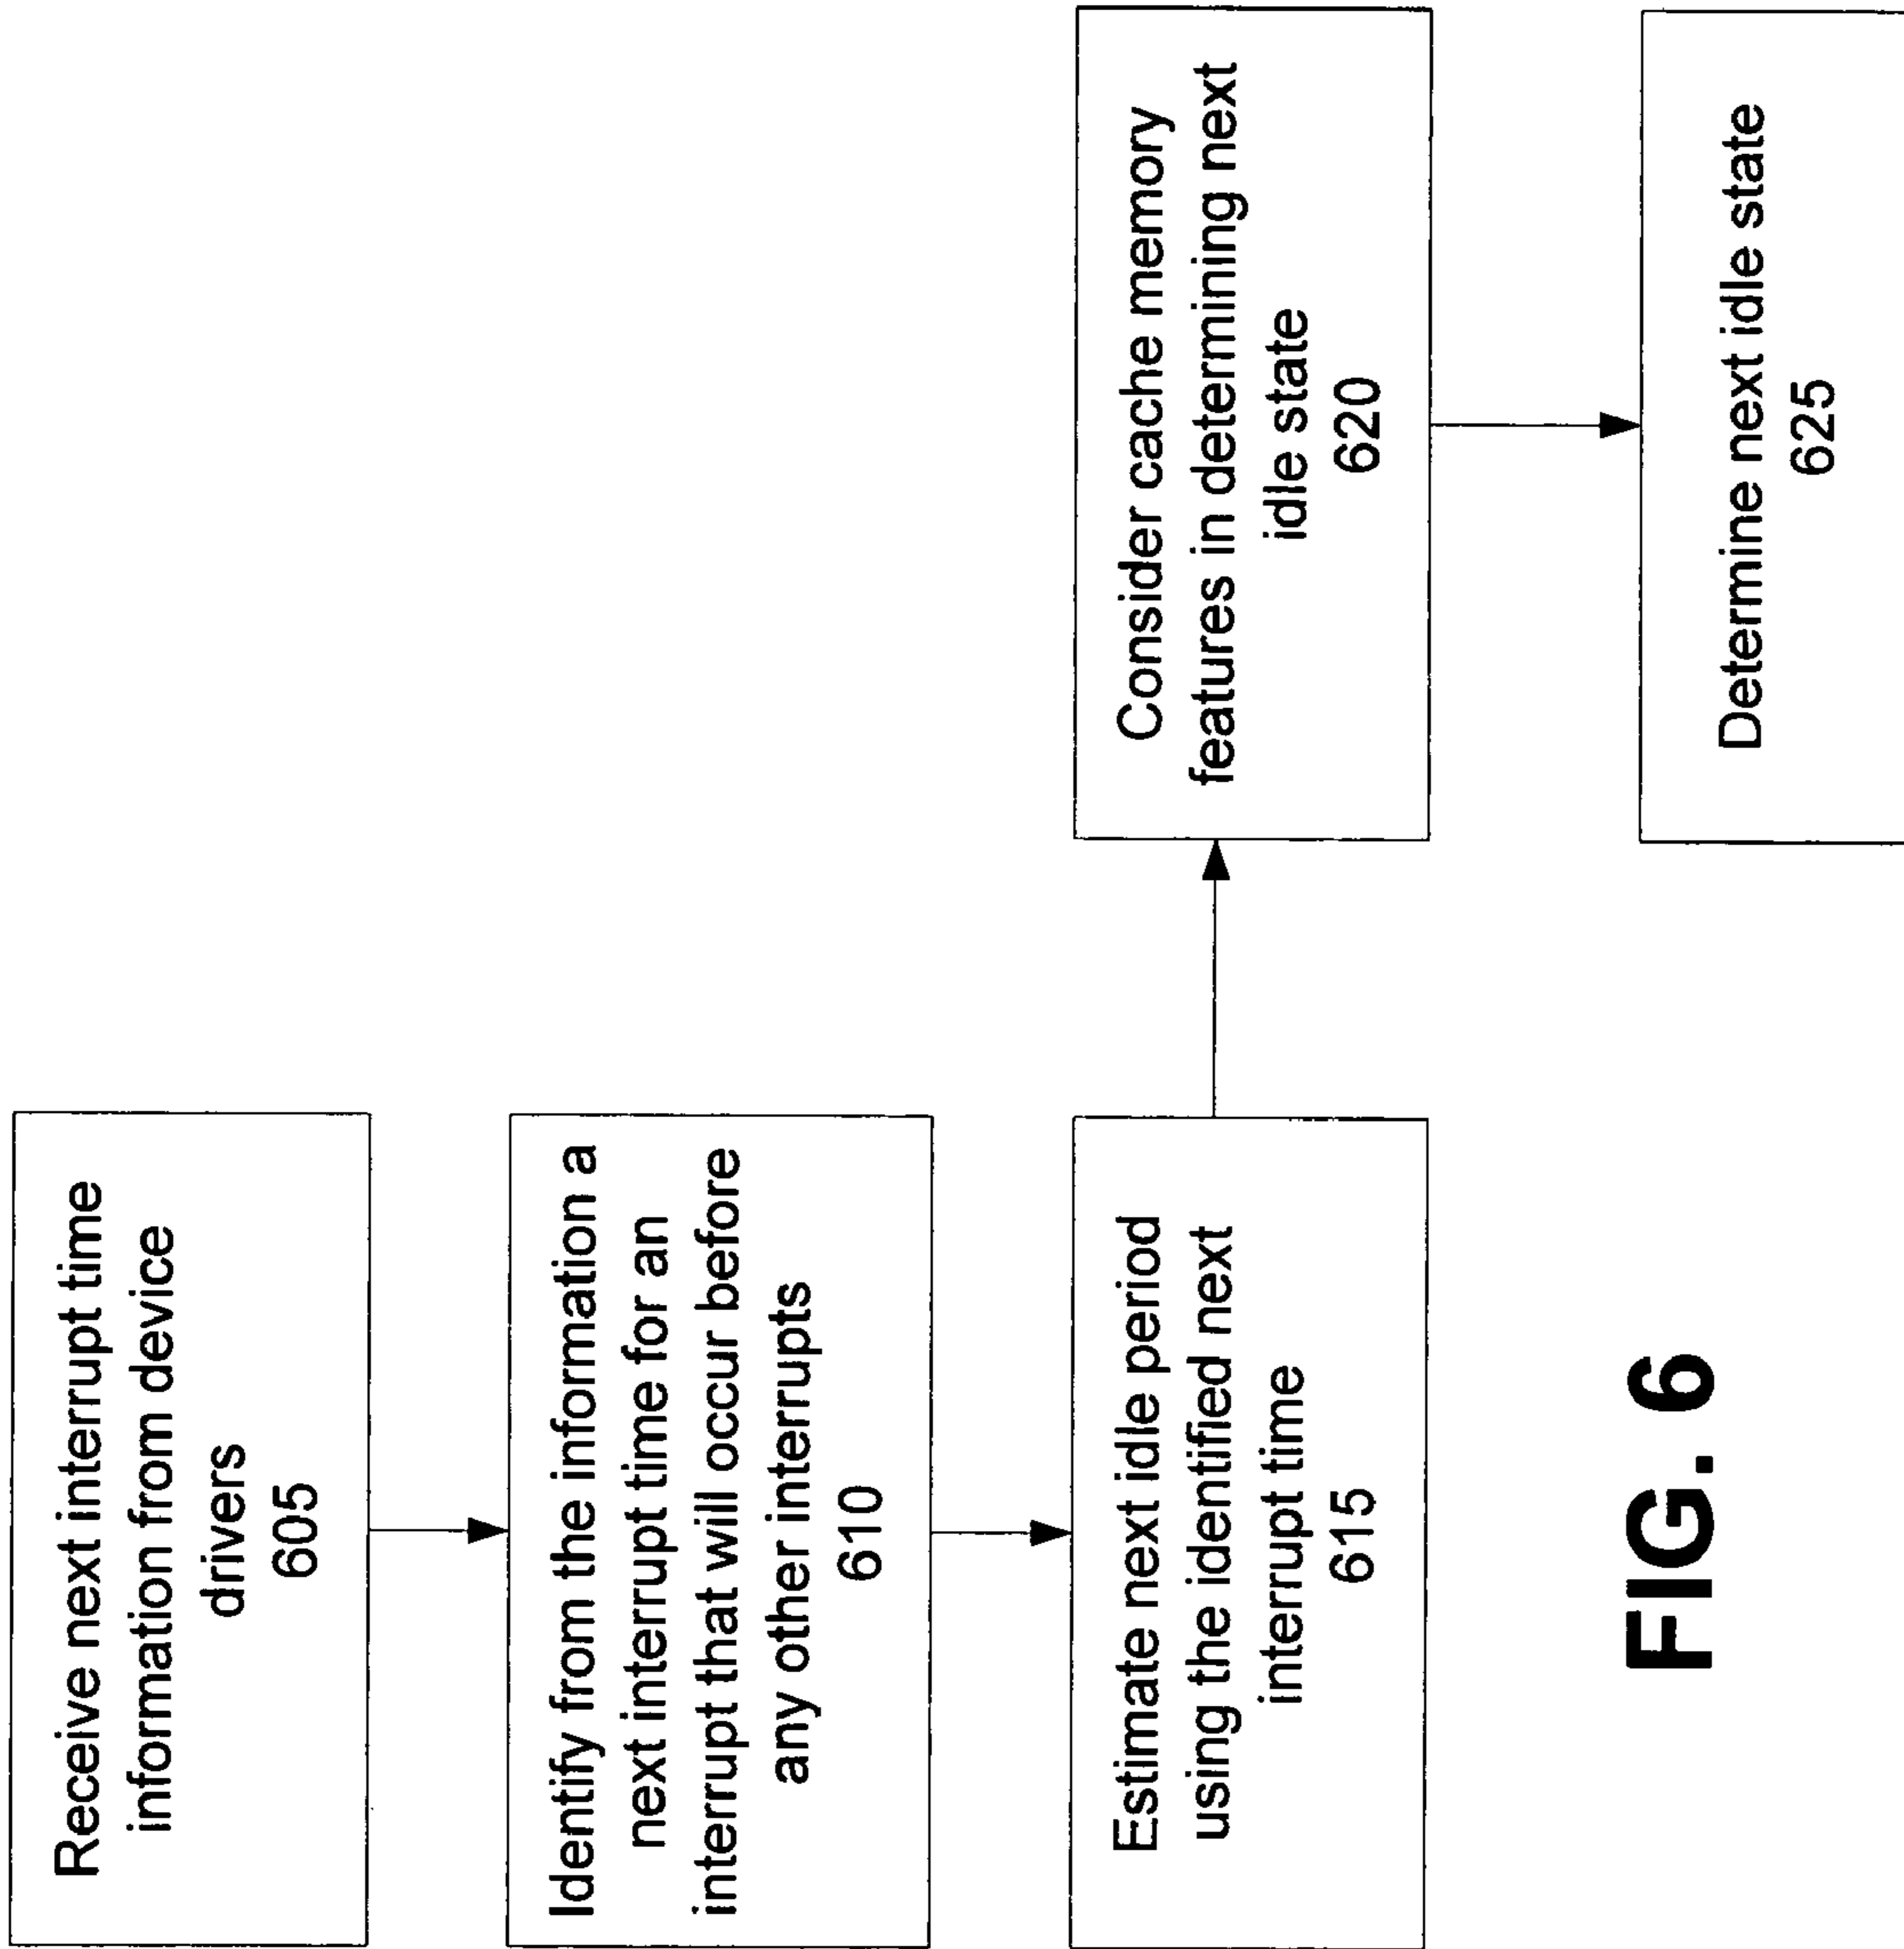 Receive next interrupt time
information from device
drivers
605
Identify from the information a
next interrupt time for an
interrupt that will occur before
any other interrupts
610
Estimate next idle period
using the identified next
interrupt time
615
Consider cache memory
features in determining next
idle state
620
Determine next idle state
625
FIG. 6